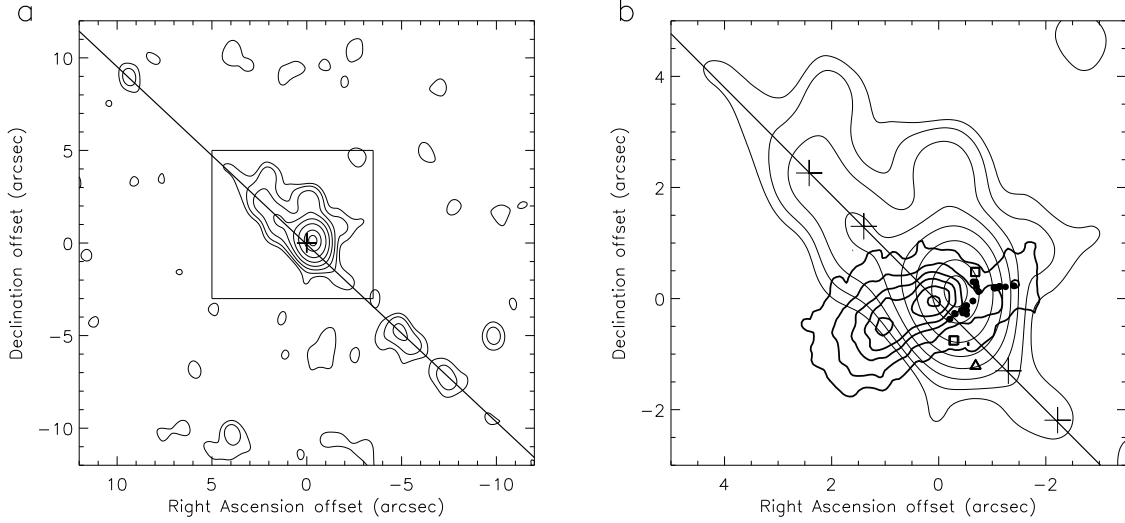 a
10
5
0
−5
−10
Declination offset (arcsec)
10 5 0 −5 −10
Right Ascension offset (arcsec)
b
4
2
0
−2
Declination offset (arcsec)
4 2 0 −2
Right Ascension offset (arcsec)